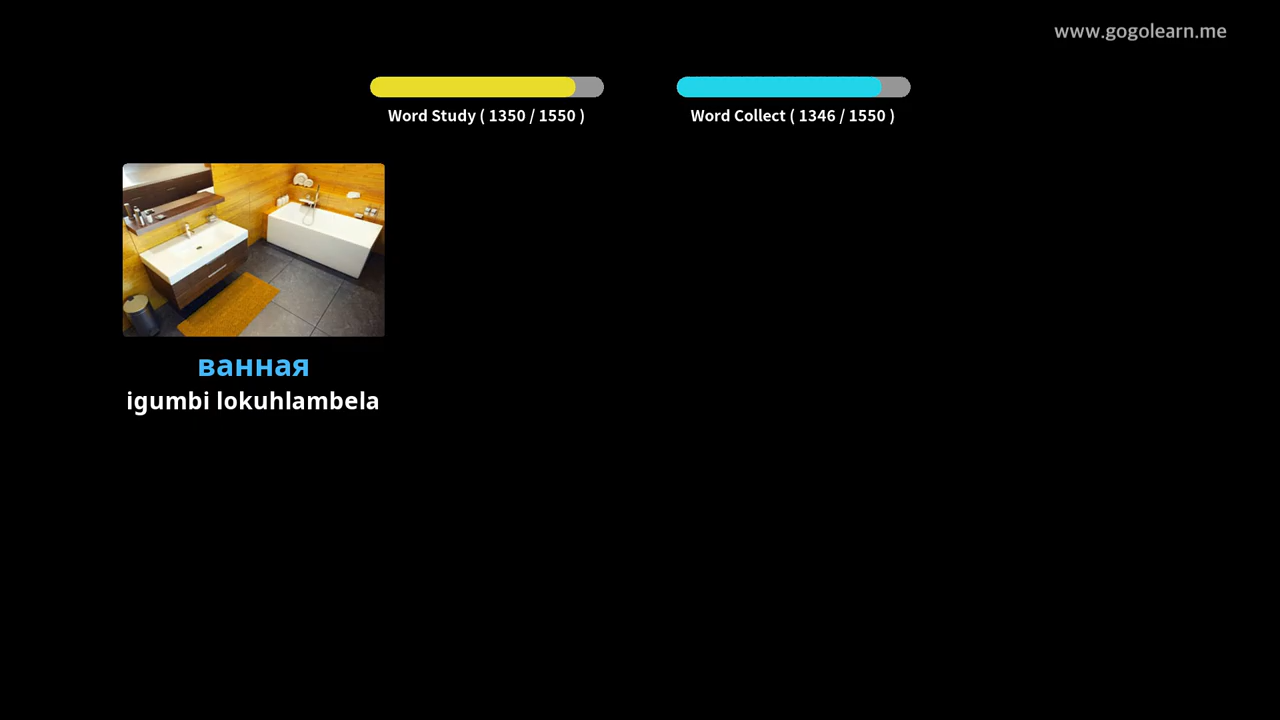 www.gogolearn.me
Word Study ( 1350 / 1550 )
Word Collect ( 1346 / 1550 )
ванная
igumbi lokuhlambela